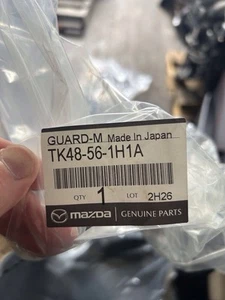 GUARD-M Made In Japan
TK48-56-1H1A
QTY 1 LOT 2H26
mazda GENUINE PARTS